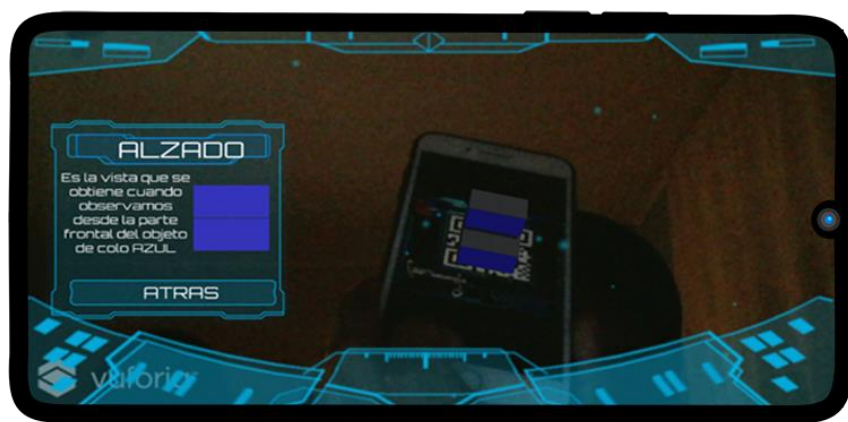 ALZADO
Es la vista que se
obtiene cuando
observamos
desde la parte
frontal del objeto
de colo AZUL
ATRAS
vuforia